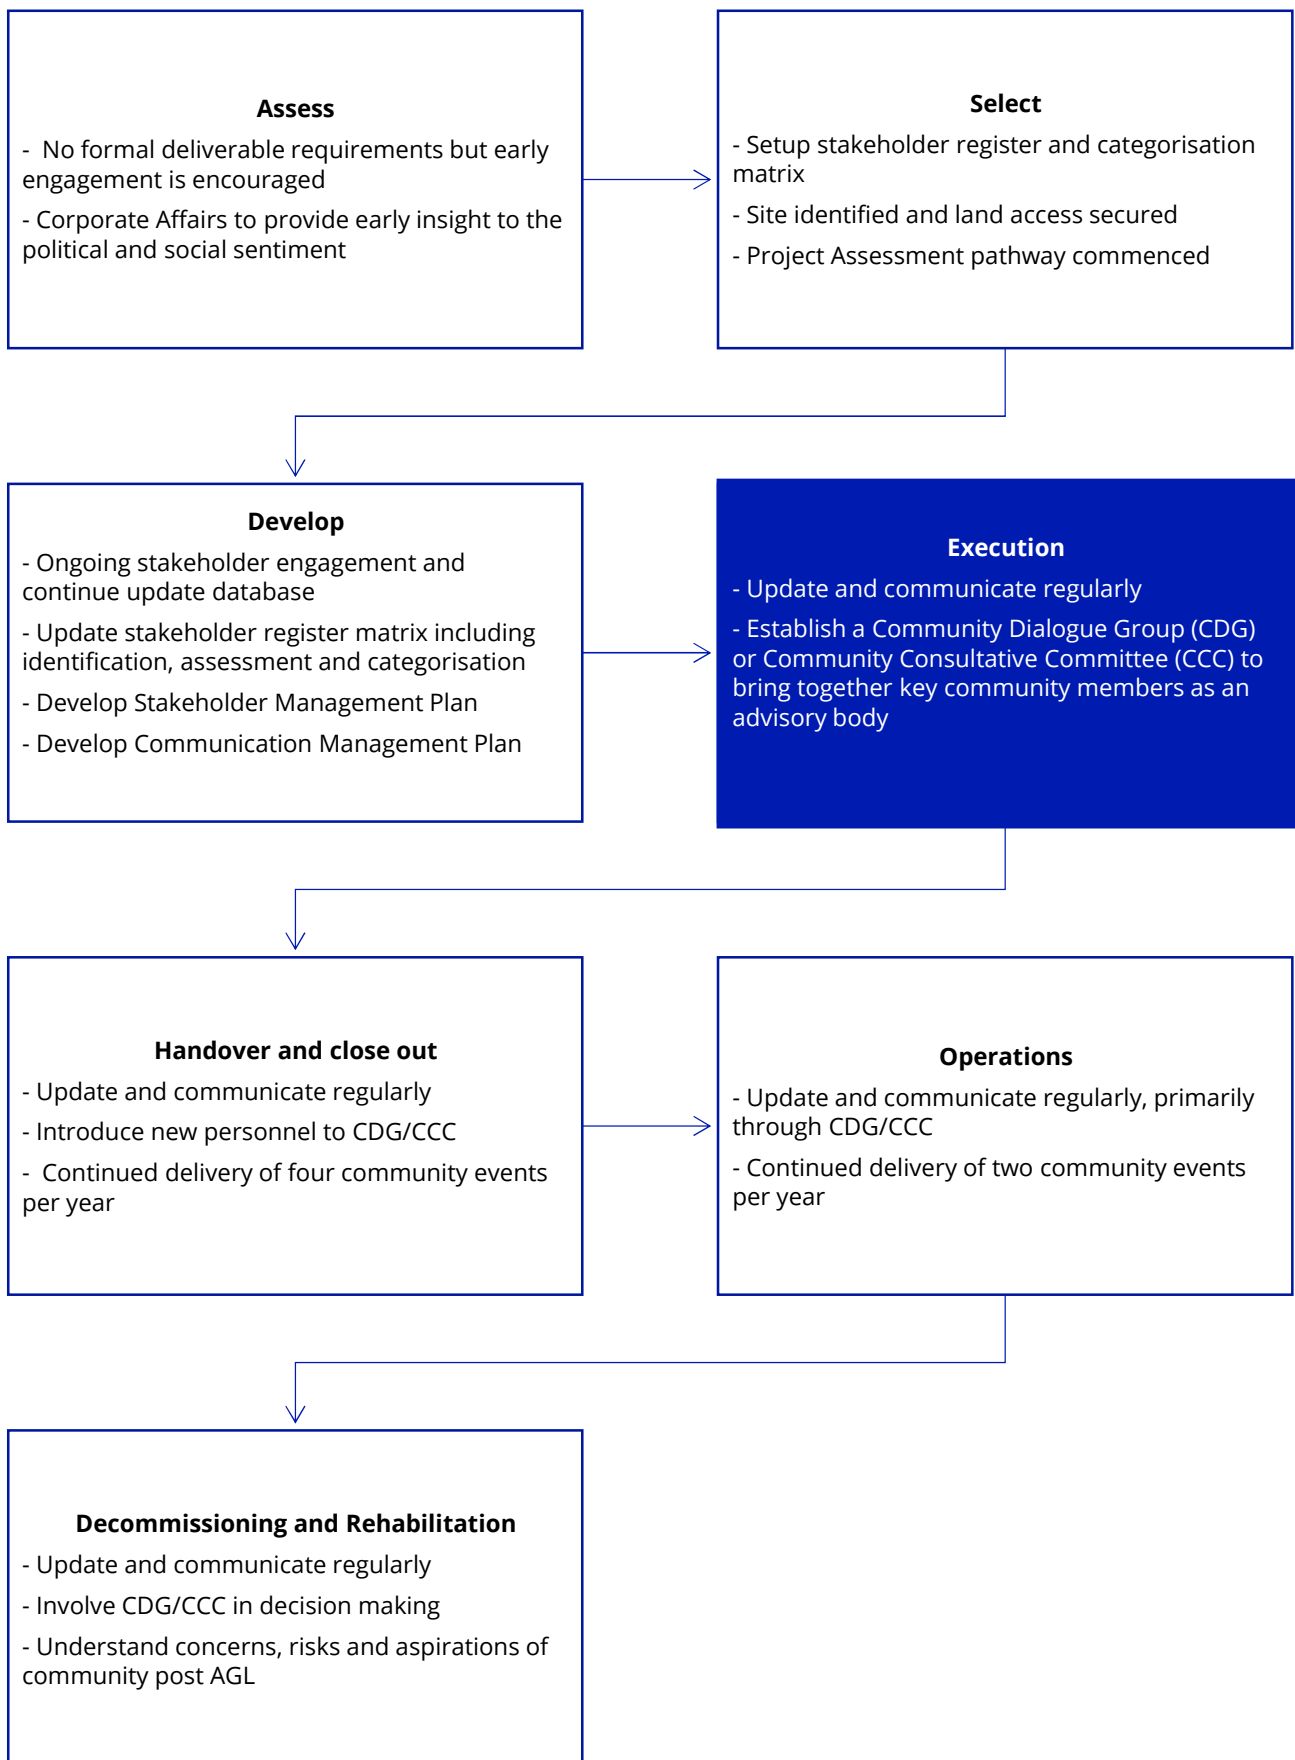 Assess
-  No formal deliverable requirements but early
engagement is encouraged
- Corporate Affairs to provide early insight to the
political and social sentiment
Select
- Setup stakeholder register and categorisation
matrix
- Site identified and land access secured
- Project Assessment pathway commenced
Develop
- Ongoing stakeholder engagement and
continue update database
- Update stakeholder register matrix including
identification, assessment and categorisation
- Develop Stakeholder Management Plan
- Develop Communication Management Plan
Execution
- Update and communicate regularly
- Establish a Community Dialogue Group (CDG)
or Community Consultative Committee (CCC) to
bring together key community members as an
advisory body
Handover and close out
- Update and communicate regularly
- Introduce new personnel to CDG/CCC
-  Continued delivery of four community events
per year
Operations
- Update and communicate regularly, primarily
through CDG/CCC
- Continued delivery of two community events
per year
Decommissioning and Rehabilitation
- Update and communicate regularly
- Involve CDG/CCC in decision making
- Understand concerns, risks and aspirations of
community post AGL